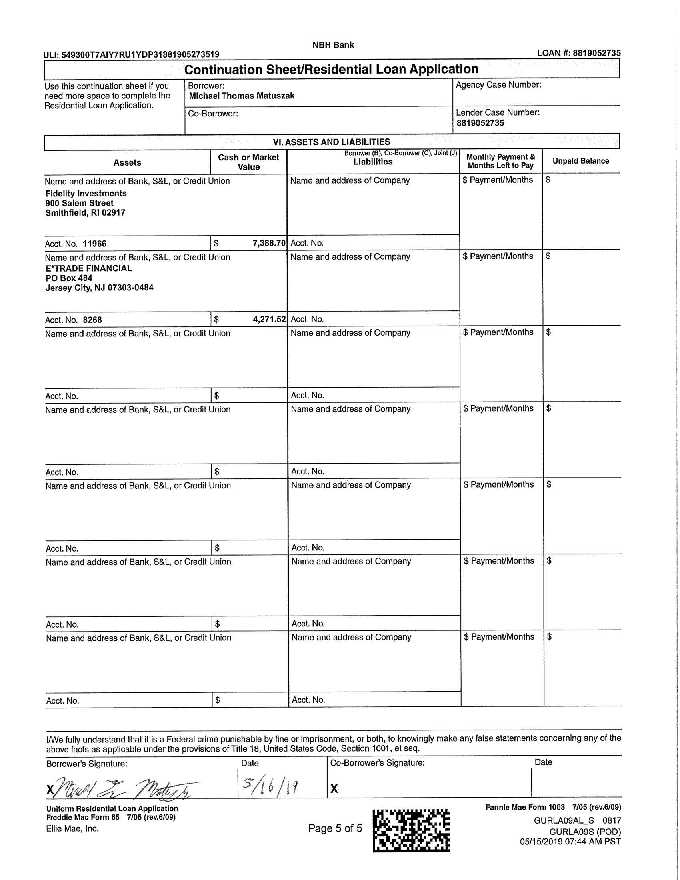 NBH Bank
ULI: 549300T7AIY7RU1YDP31881905273519
LOAN #: 8819052735
Continuation Sheet/Residential Loan Application
Use this continuation sheet if you
need more space to complete the
Residential Loan Application.
Borrower:
Michael Thomas Matuszak
Agency Case Number:
Co-Borrower:
Lender Case Number:
8819052735
VI. ASSETS AND LIABILITIES
Assets
Cash or Market
Value
Borrower (B), Co-Borrower (C), Joint (J)
Liabilities
Monthly Payment &
Months Left to Pay
Unpaid Balance
Name and address of Bank, S&L, or Credit Union
Name and address of Company
$ Payment/Months
$
Fidelity Investments
900 Salem Street
Smithfield, RI 02917
Acct. No. 11966
$ 7,368.70
Acct. No.
Name and address of Bank, S&L, or Credit Union
Name and address of Company
$ Payment/Months
$
E*TRADE FINANCIAL
PO Box 484
Jersey City, NJ 07303-0484
Acct. No. 8268
$ 4,271.52
Acct. No.
Name and address of Bank, S&L, or Credit Union
Name and address of Company
$ Payment/Months
$
Acct. No.
$
Acct. No.
Name and address of Bank, S&L, or Credit Union
Name and address of Company
$ Payment/Months
$
Acct. No.
$
Acct. No.
Name and address of Bank, S&L, or Credit Union
Name and address of Company
$ Payment/Months
$
Acct. No.
$
Acct. No.
Name and address of Bank, S&L, or Credit Union
Name and address of Company
$ Payment/Months
$
Acct. No.
$
Acct. No.
Name and address of Bank, S&L, or Credit Union
Name and address of Company
$ Payment/Months
$
Acct. No.
$
Acct. No.
I/We fully understand that it is a Federal crime punishable by fine or imprisonment, or both, to knowingly make any false statements concerning any of the
above facts as applicable under the provisions of Title 18, United States Code, Section 1001, et seq.
Borrower's Signature:
Date
Co-Borrower's Signature:
Date
X
5/16/19
X
Uniform Residential Loan Application
Freddie Mac Form 65 7/05 (rev.6/09)
Ellie Mae, Inc.
Page 5 of 5
Fannie Mae Form 1003 7/05 (rev.6/09)
GURLA09AL_S 0817
GURLA09S (POD)
05/15/2019 07:44 AM PST